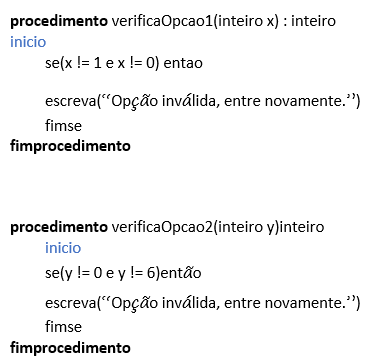 procedimento verificaOpcao1(inteiro x) : inteiro
inicio
se(x != 1 e x != 0) entao
escreva(“Opção inválida, entre novamente.”)
fimse
fimprocedimento
procedimento verificaOpcao2(inteiro y)inteiro
inicio
se(y != 0 e y != 6)então
escreva(“Opção inválida, entre novamente.”)
fimse
fimprocedimento